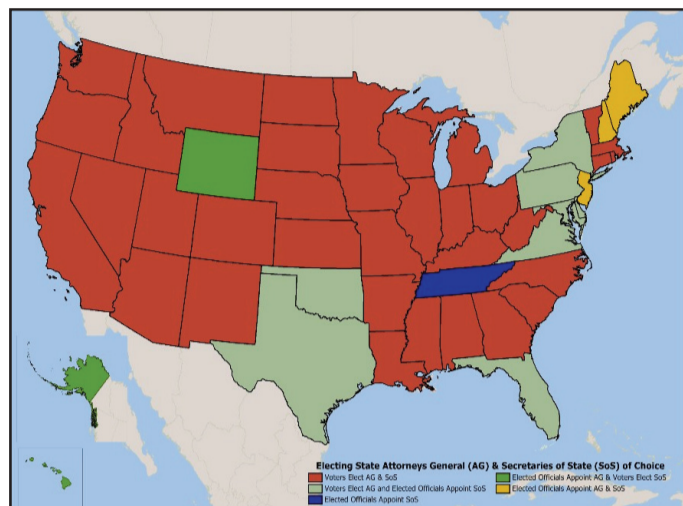 Electing State Attorneys General (AG) & Secretaries of State (SoS) of Choice
Voters Elect AG & SoS
Elected Officials Appoint AG & Voters Elect SoS
Voters Elect AG and Elected Officials Appoint SoS
Elected Officials Appoint AG & SoS
Elected Officials Appoint SoS